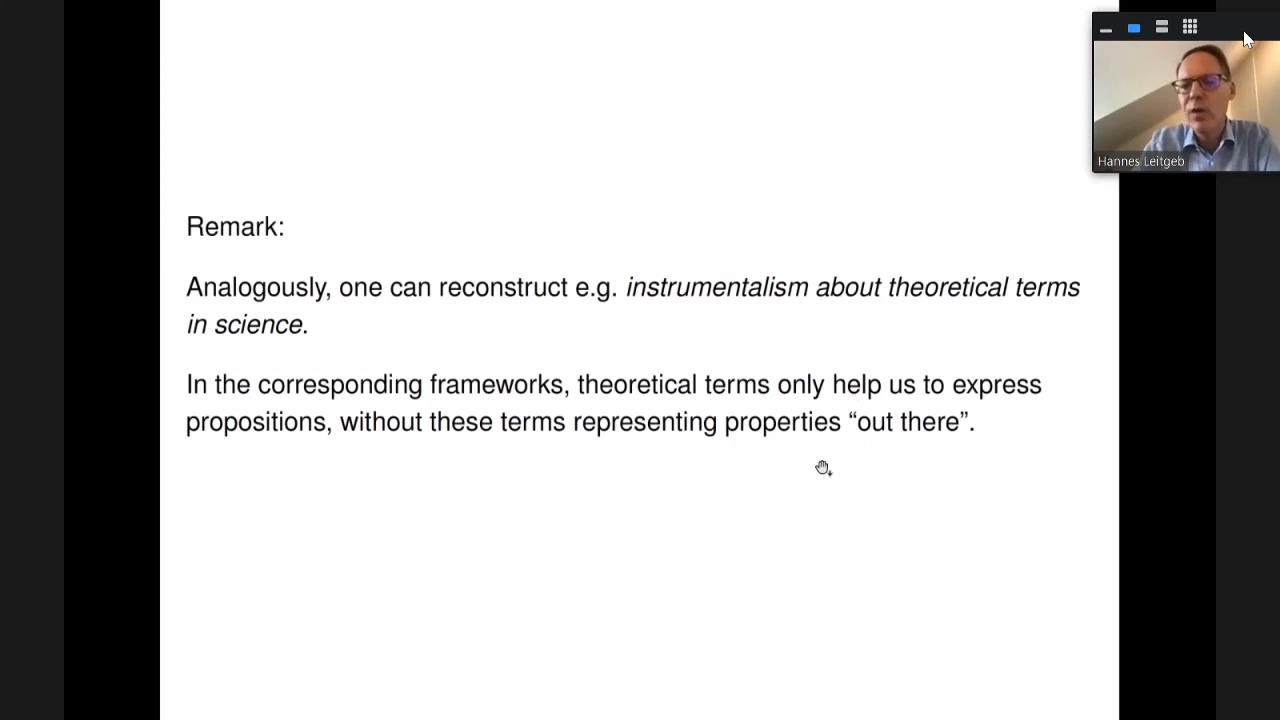 Hannes Leitgeb
Remark:
Analogously, one can reconstruct e.g. instrumentalism about theoretical terms
in science.
In the corresponding frameworks, theoretical terms only help us to express
propositions, without these terms representing properties “out there”.